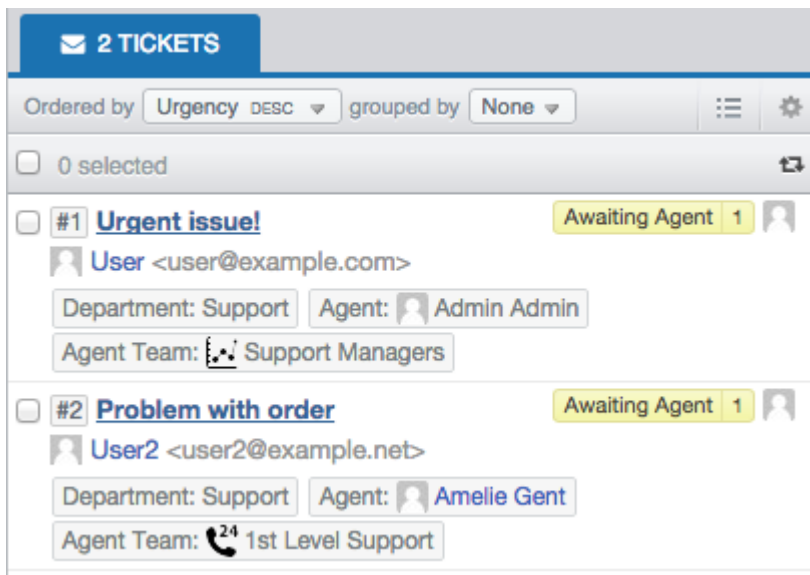 2 TICKETS
Ordered by Urgency DESC grouped by None
0 selected
#1 Urgent issue! Awaiting Agent 1
User <user@example.com>
Department: Support Agent: Admin Admin
Agent Team: Support Managers
#2 Problem with order Awaiting Agent 1
User2 <user2@example.net>
Department: Support Agent: Amelie Gent
Agent Team: 24 1st Level Support